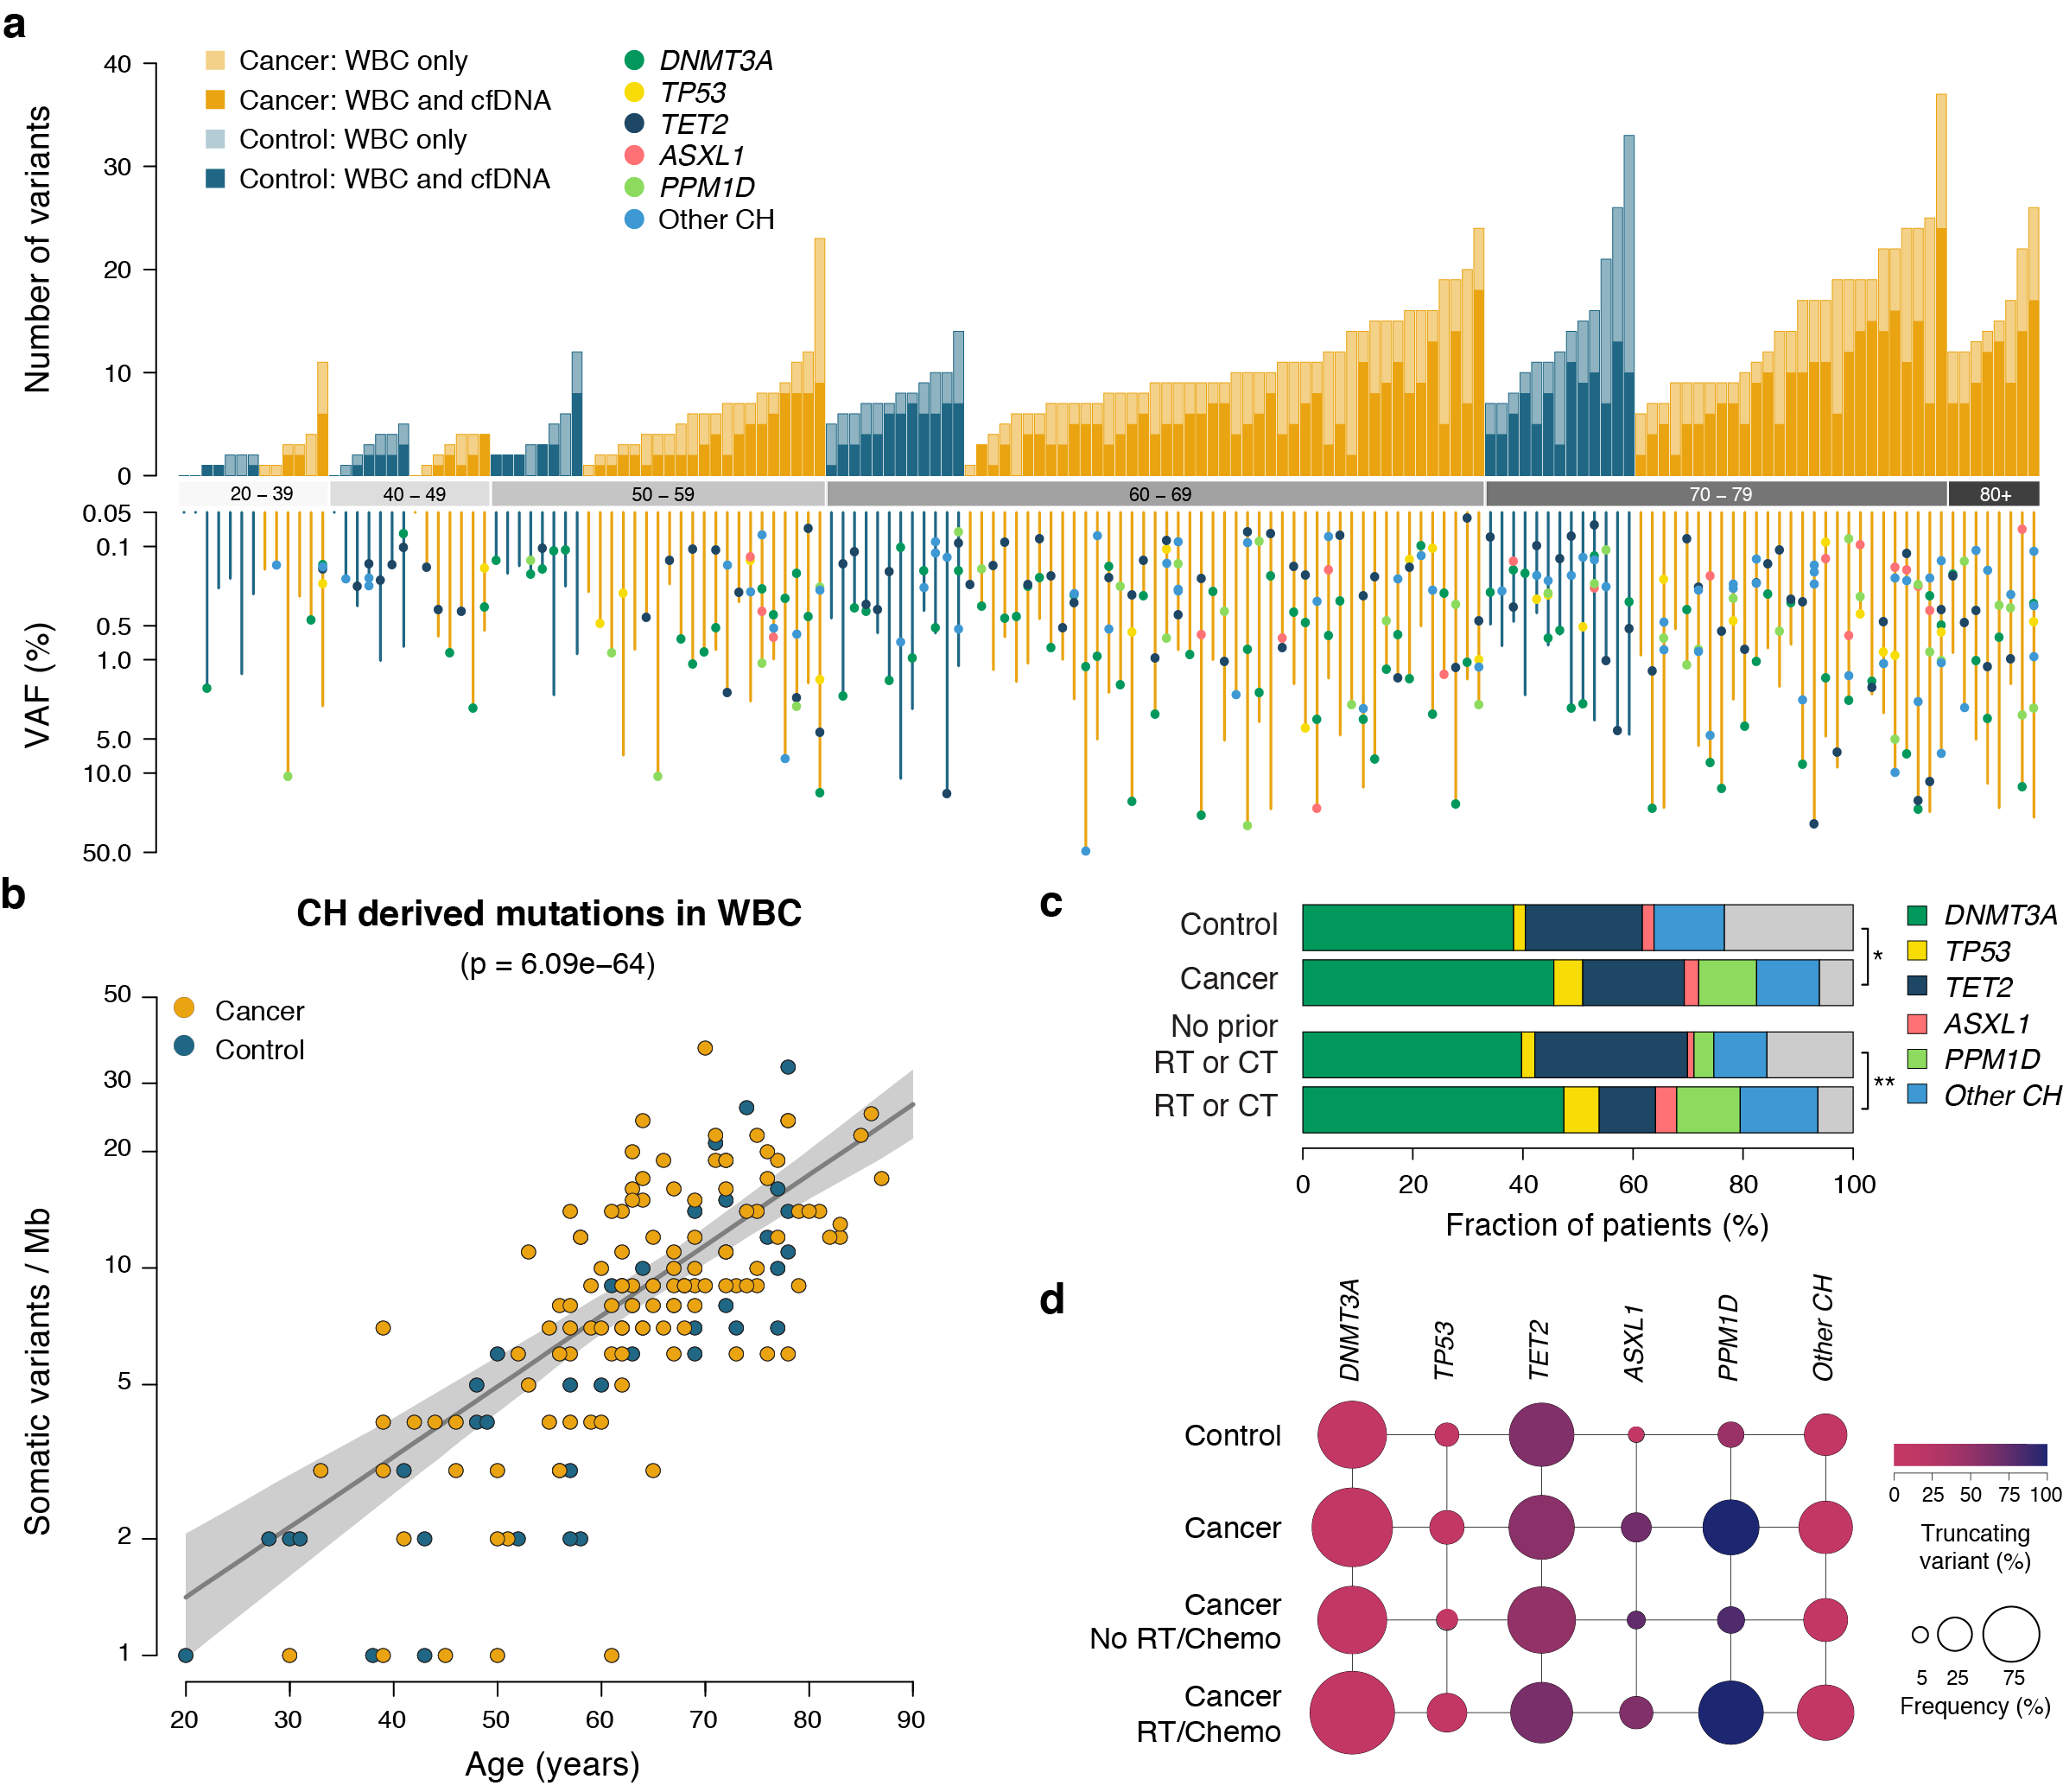 a
Number of variants
40
30
20
10
0
Cancer: WBC only
Cancer: WBC and cfDNA
Control: WBC only
Control: WBC and cfDNA
DNMT3A
TP53
TET2
ASXL1
PPM1D
Other CH
20 – 39
40 – 49
50 – 59
60 – 69
70 – 79
80+
VAF (%)
0.05
0.1
0.5
1.0
5.0
10.0
50.0
b
CH derived mutations in WBC
(p = 6.09e−64)
Cancer
Control
Somatic variants / Mb
50
30
20
10
5
2
1
20 30 40 50 60 70 80 90
Age (years)
c
Control
Cancer
No prior
RT or CT
RT or CT
*
**
0 20 40 60 80 100
Fraction of patients (%)
DNMT3A
TP53
TET2
ASXL1
PPM1D
Other CH
d
DNMT3A
TP53
TET2
ASXL1
PPM1D
Other CH
Control
Cancer
Cancer
No RT/Chemo
Cancer
RT/Chemo
0 25 50 75 100
Truncating
variant (%)
5 25 75
Frequency (%)